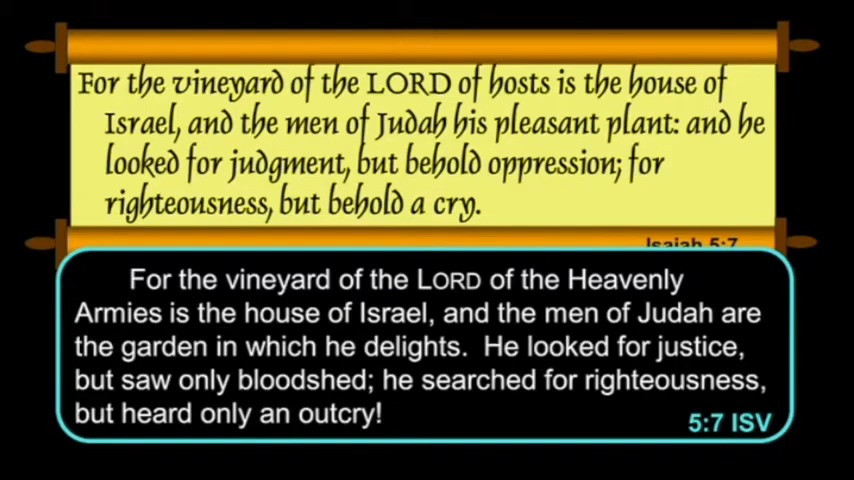 For the vineyard of the LORD of hosts is the house of
Israel, and the men of Judah his pleasant plant: and he
looked for judgment, but behold oppression; for
righteousness, but behold a cry.
Isaiah 5:7
For the vineyard of the LORD of the Heavenly
Armies is the house of Israel, and the men of Judah are
the garden in which he delights. He looked for justice,
but saw only bloodshed; he searched for righteousness,
but heard only an outcry!
5:7 ISV